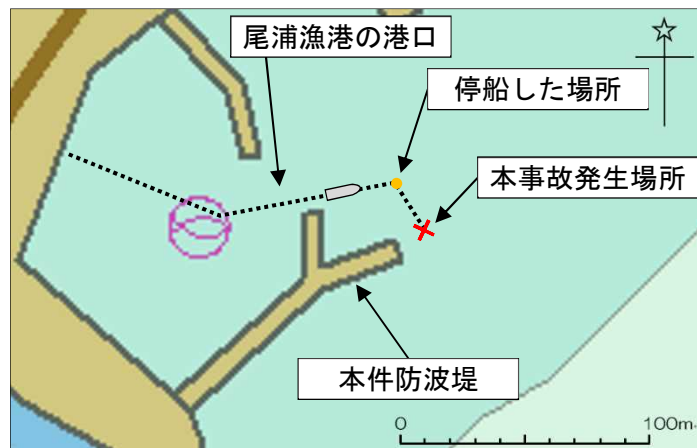 尾浦漁港の港口
停船した場所
本事故発生場所
本件防波堤
0 100m